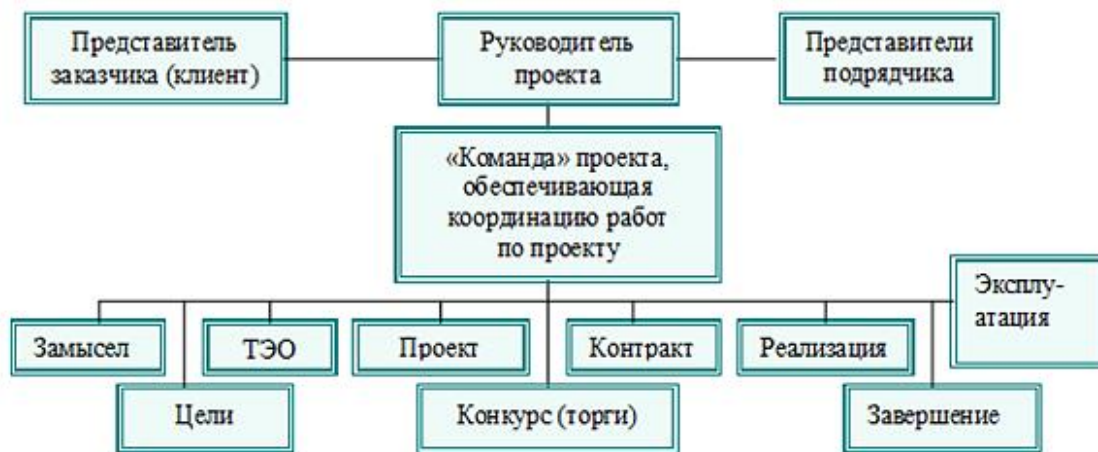 Представитель
заказчика (клиент)
Руководитель
проекта
Представители
подрядчика
«Команда» проекта,
обеспечивающая
координацию работ
по проекту
Эксплу-
атация
Замысел
ТЭО
Проект
Контракт
Реализация
Цели
Конкурс (торги)
Завершение